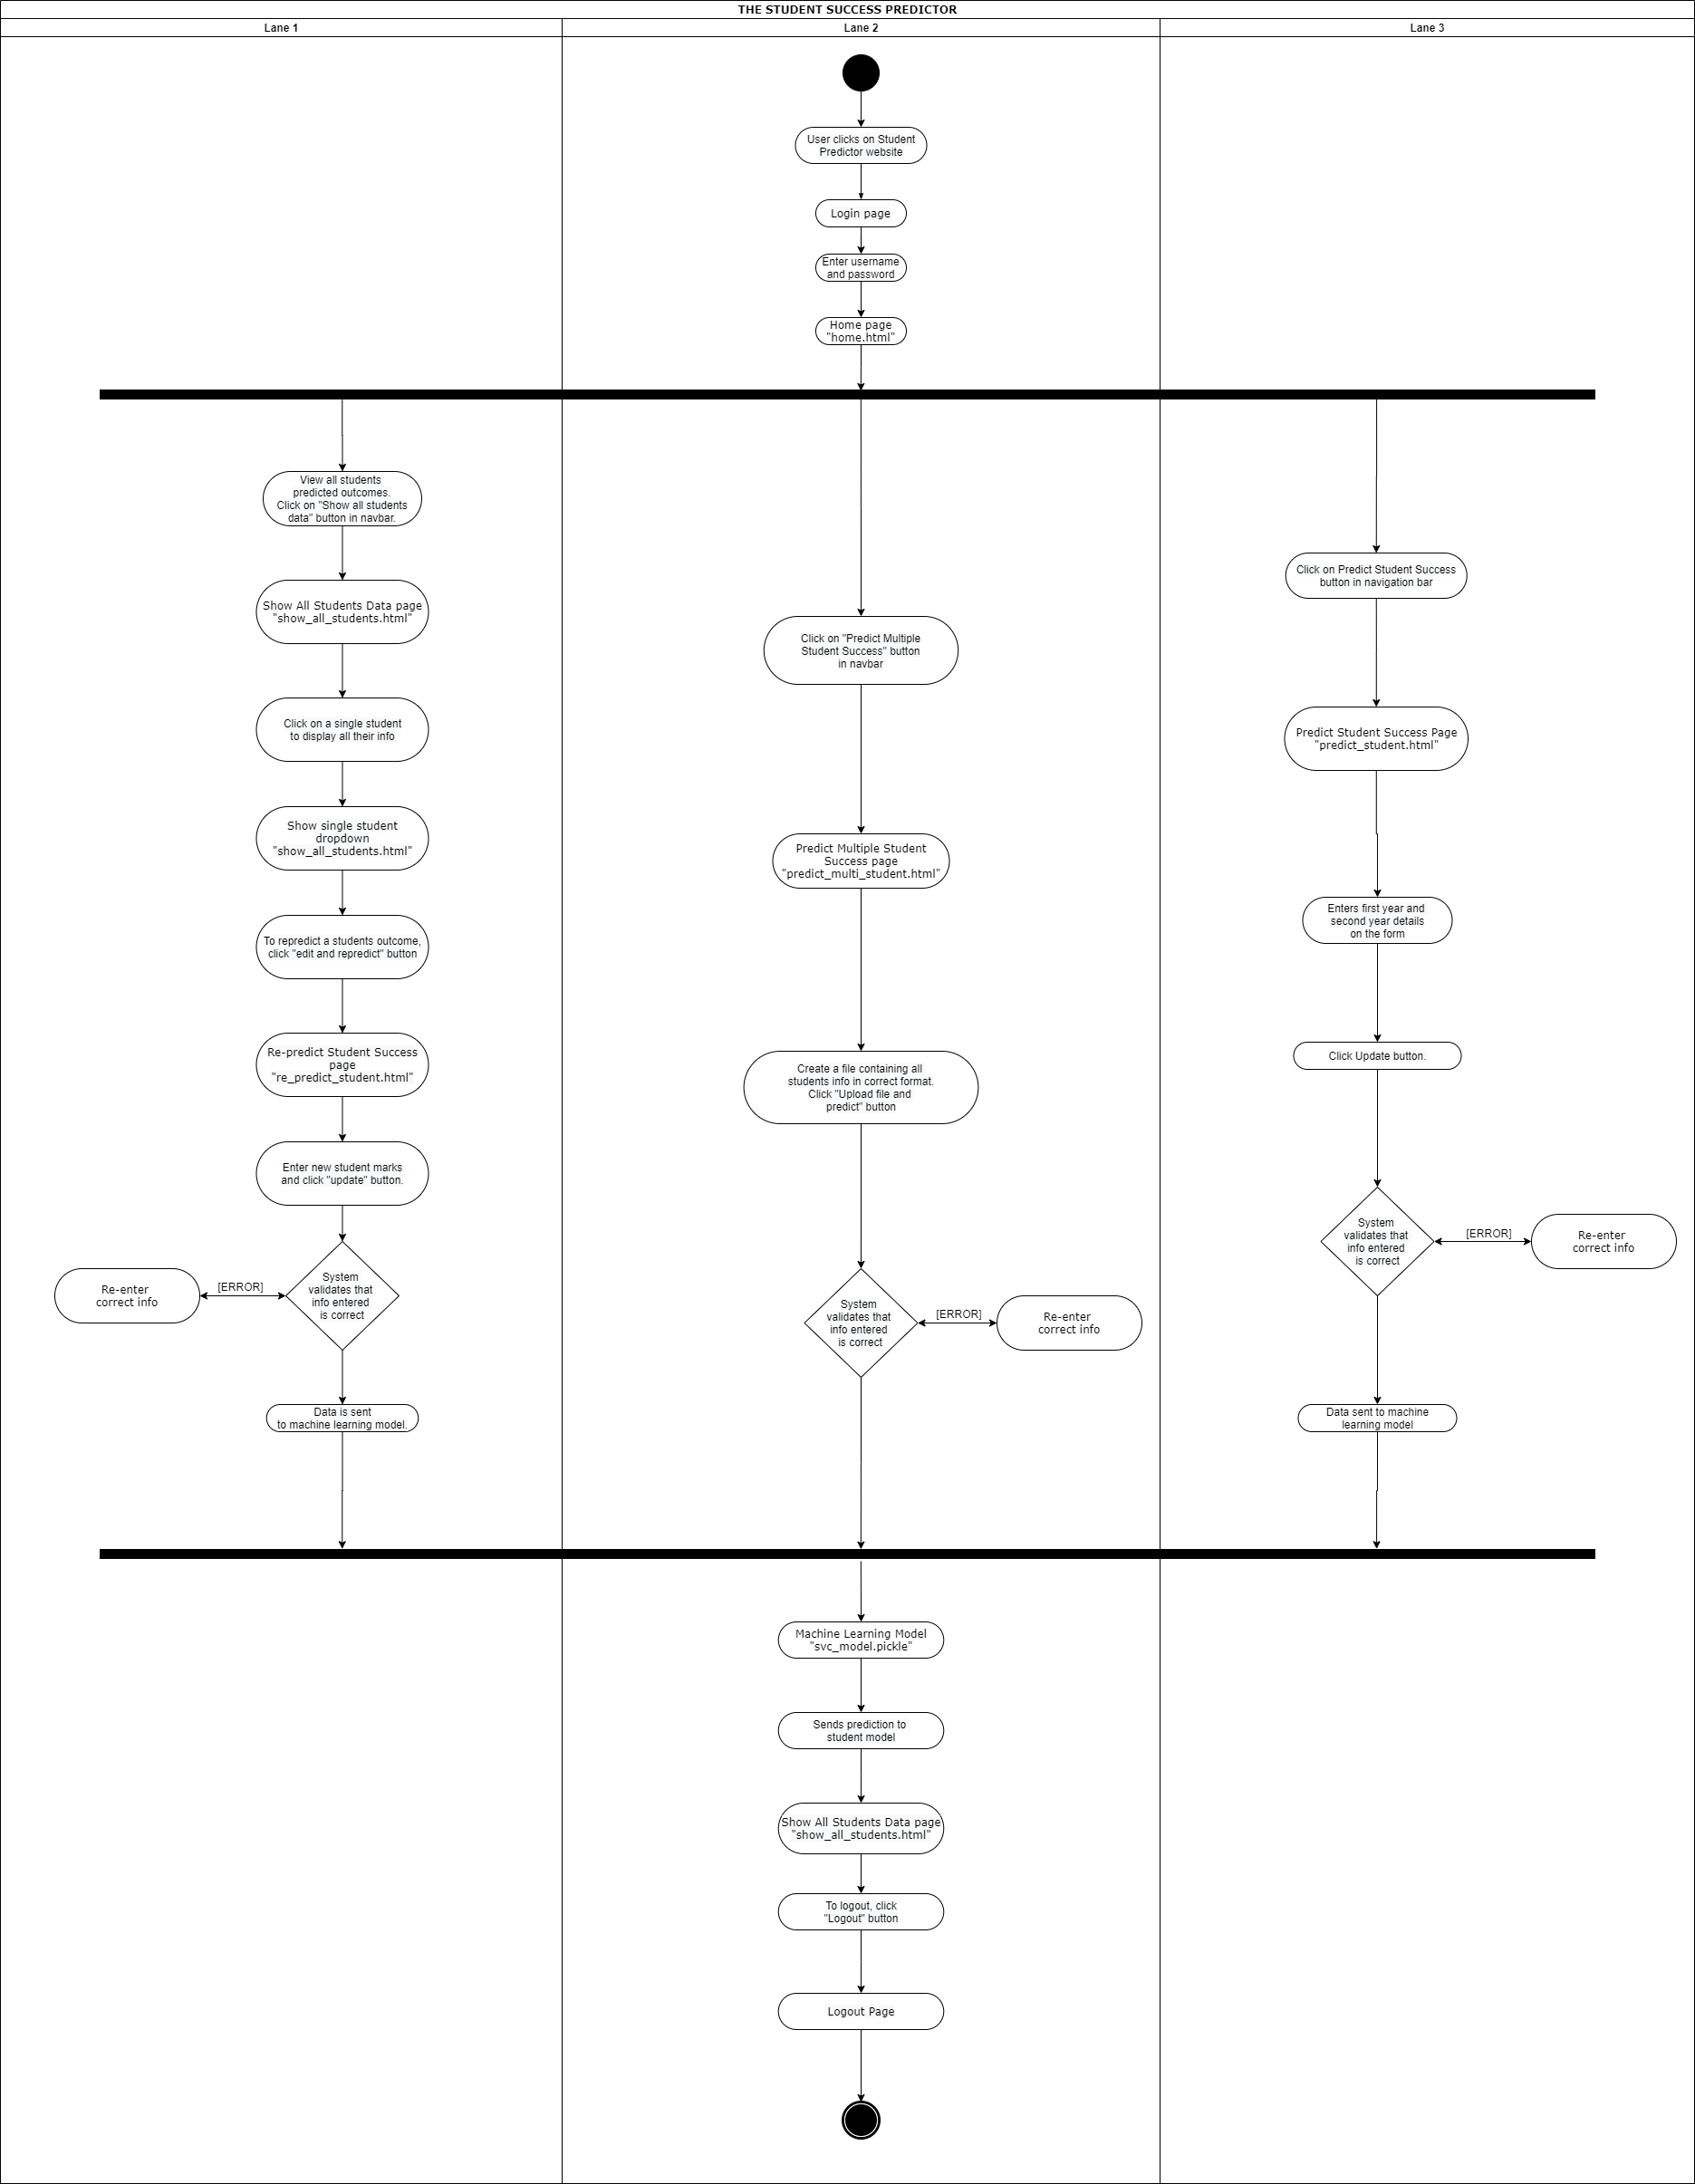 THE STUDENT SUCCESS PREDICTOR
Lane 1
Lane 2
Lane 3
User clicks on Student
Predictor website
Login page
Enter username
and password
Home page
"home.html"
View all students
predicted outcomes.
Click on "Show all students
data" button in navbar.
Show All Students Data page
"show_all_students.html"
Click on a single student
to display all their info
Show single student
dropdown
"show_all_students.html"
To repredict a students outcome,
click "edit and repredict" button
Re-predict Student Success
page
"re_predict_student.html"
Enter new student marks
and click "update" button.
System
validates that
info entered
is correct
[ERROR]
Re-enter
correct info
Data is sent
to machine learning model.
Click on "Predict Multiple
Student Success" button
in navbar
Predict Multiple Student
Success page
"predict_multi_student.html"
Create a file containing all
students info in correct format.
Click "Upload file and
predict" button
System
validates that
info entered
is correct
[ERROR]
Re-enter
correct info
Click on Predict Student Success
button in navigation bar
Predict Student Success Page
"predict_student.html"
Enters first year and
second year details
on the form
Click Update button.
System
validates that
info entered
is correct
[ERROR]
Re-enter
correct info
Data sent to machine
learning model
Machine Learning Model
"svc_model.pickle"
Sends prediction to
student model
Show All Students Data page
"show_all_students.html"
To logout, click
"Logout" button
Logout Page